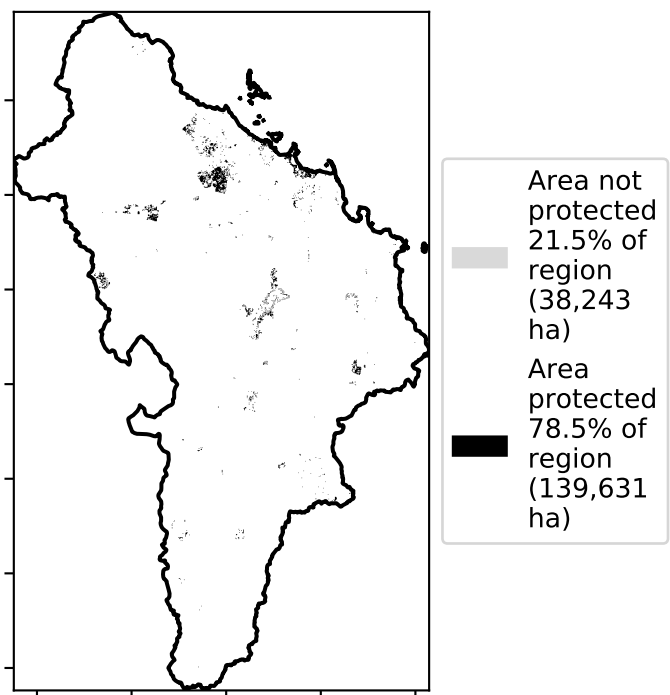 Area not
protected
21.5% of
region
(38,243
ha)
Area
protected
78.5% of
region
(139,631
ha)